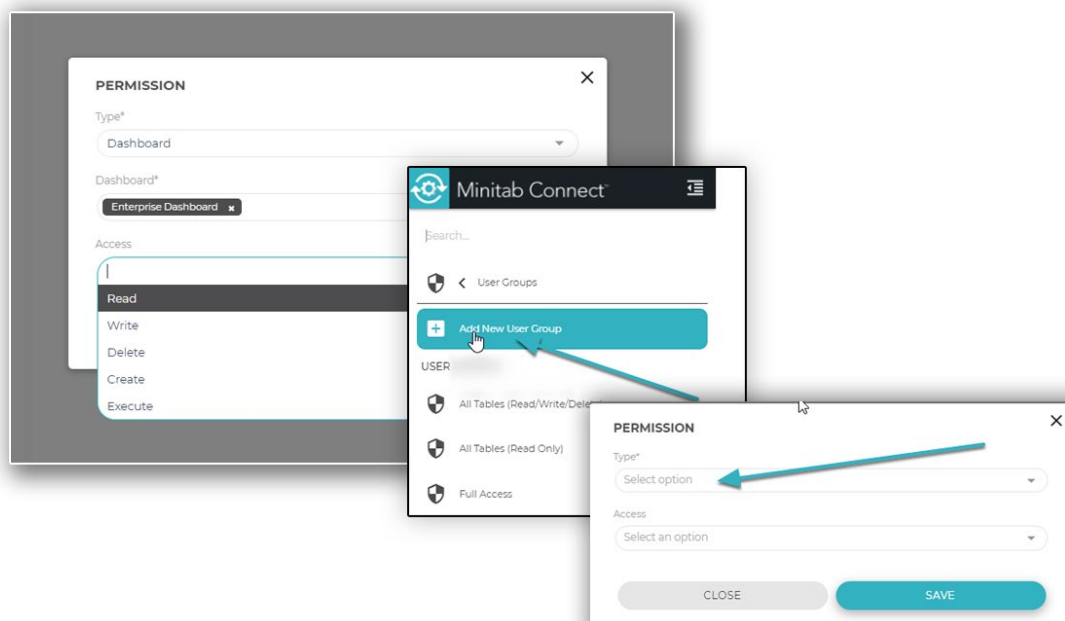 PERMISSION
Type*
Dashboard
Dashboard*
Enterprise Dashboard x
Access
Read
Write
Delete
Create
Execute
Minitab Connect™
Search...
User Groups
Add New User Group
USER
All Tables (Read/Write/Delete)
All Tables (Read Only)
Full Access
PERMISSION
Type*
Select option
Access
Select an option
CLOSE
SAVE